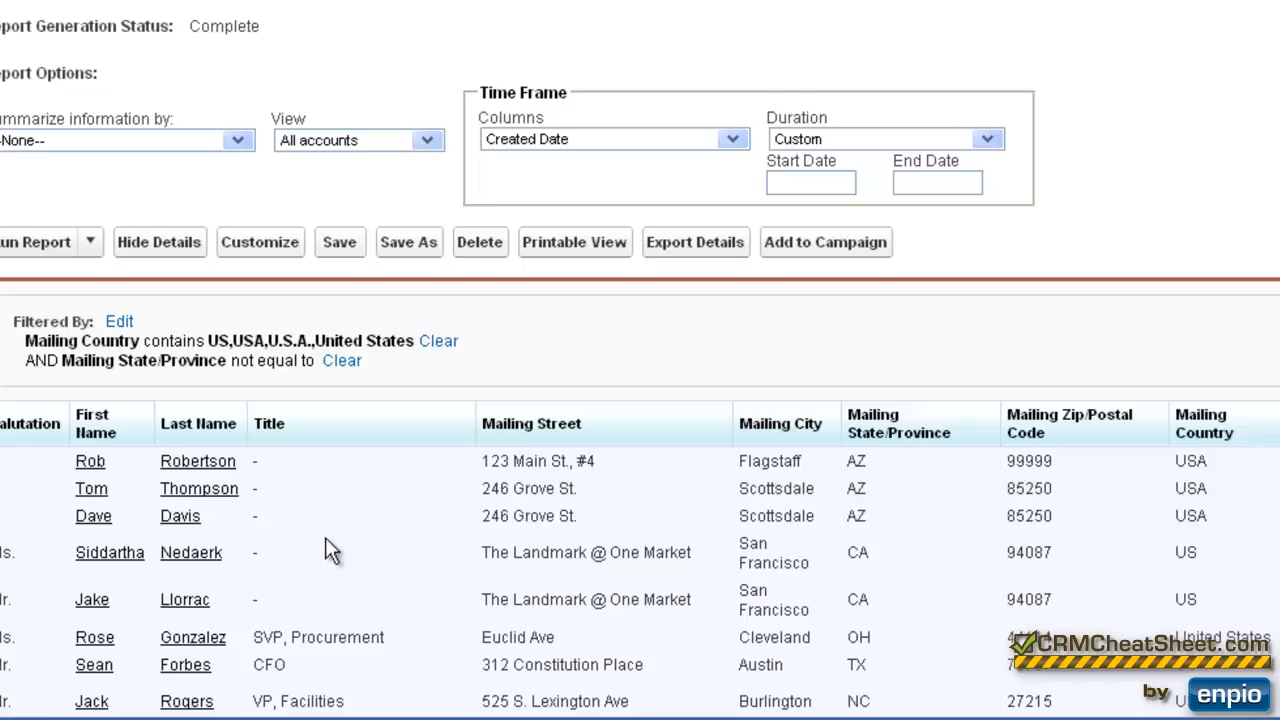 port Generation Status: Complete
port Options:
mmarize information by: View
-None-- All accounts
Time Frame
Columns Duration
Created Date Custom
Start Date End Date
un Report Hide Details Customize Save Save As Delete Printable View Export Details Add to Campaign
Filtered By: Edit
Mailing Country contains US,USA,U.S.A.,United States Clear
AND Mailing State/Province not equal to Clear
alutation First Name Last Name Title Mailing Street Mailing City Mailing State/Province Mailing Zip/Postal Code Mailing Country
Rob Robertson - 123 Main St., #4 Flagstaff AZ 99999 USA
Tom Thompson - 246 Grove St. Scottsdale AZ 85250 USA
Dave Davis - 246 Grove St. Scottsdale AZ 85250 USA
s. Siddartha Nedaerk - The Landmark @ One Market San Francisco CA 94087 US
r. Jake Llorrac - The Landmark @ One Market San Francisco CA 94087 US
s. Rose Gonzalez SVP, Procurement Euclid Ave Cleveland OH United States
r. Sean Forbes CFO 312 Constitution Place Austin TX
r. Jack Rogers VP, Facilities 525 S. Lexington Ave Burlington NC 27215
CRMCheatSheet.com
by enpio